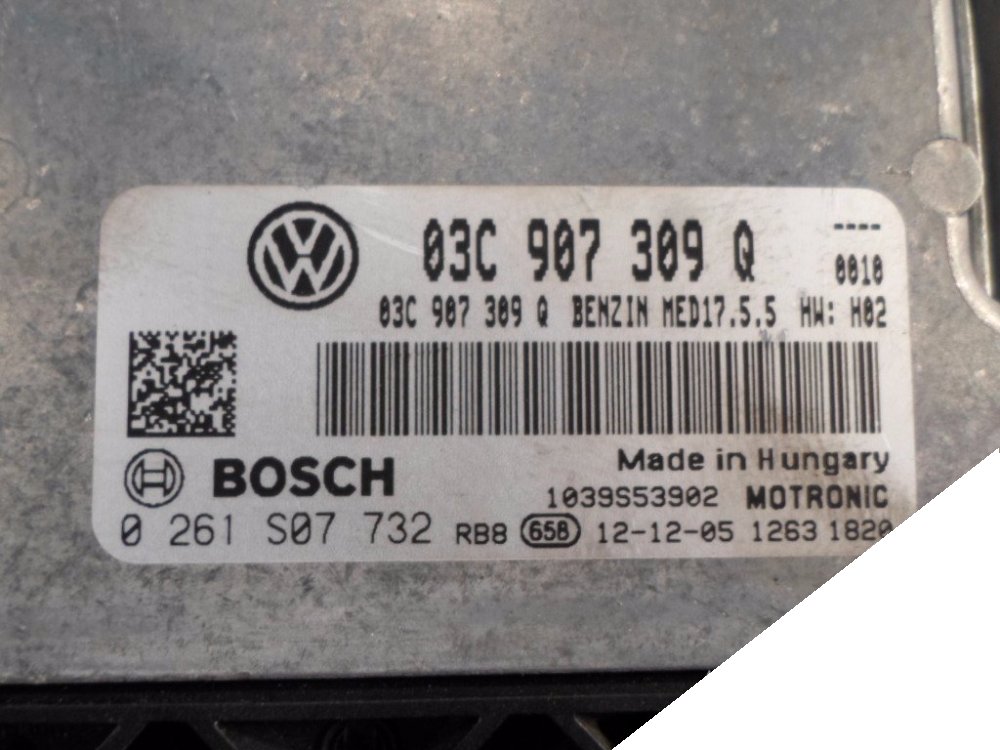 03C 907 309 Q ----
0010
03C 907 309 Q BENZIN MED17.5.5 HW: H02
BOSCH
Made in Hungary
1039S53902 MOTRONIC
0 261 S07 732 RB8 658 12-12-05 1263 1820